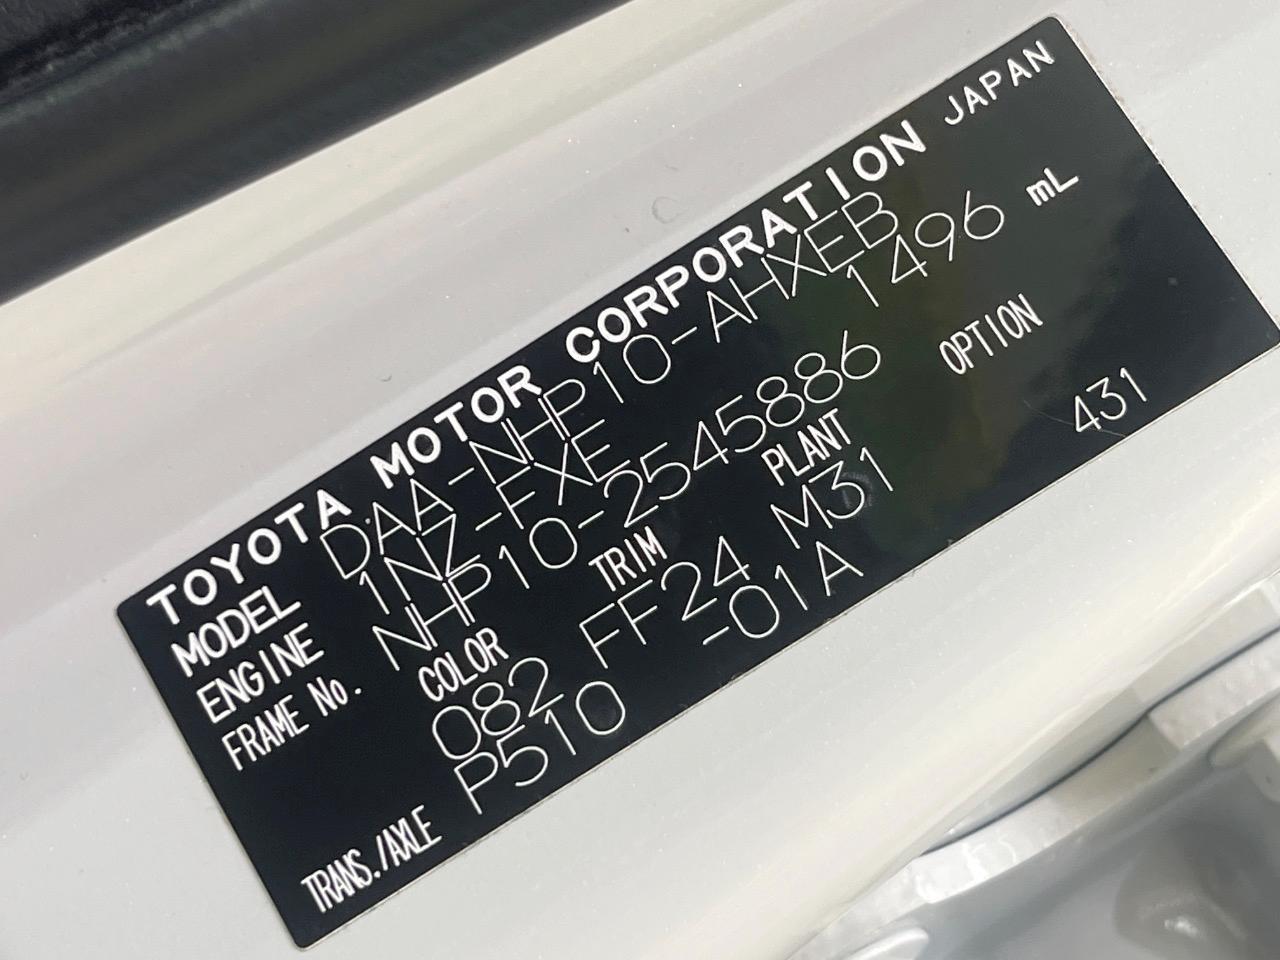 TOYOTA MOTOR CORPORATION JAPAN
MODEL DAA-NHP10-AHXEB
ENGINE 1NZ-FXE 1496 mL
FRAME No. NHP10-2545886
COLOR TRIM PLANT OPTION
082 FF24 M31 431
TRANS./AXLE P510 -01A